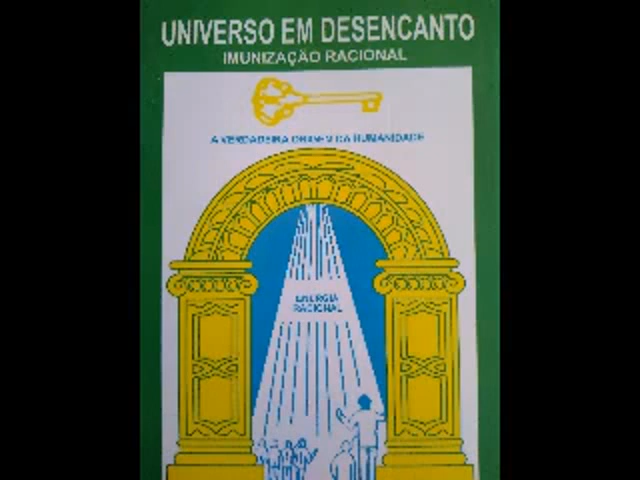 UNIVERSO EM DESENCANTO
IMUNIZAÇÃO RACIONAL
A VERDADEIRA ORIGEM DA HUMANIDADE
ENERGIA
RACIONAL